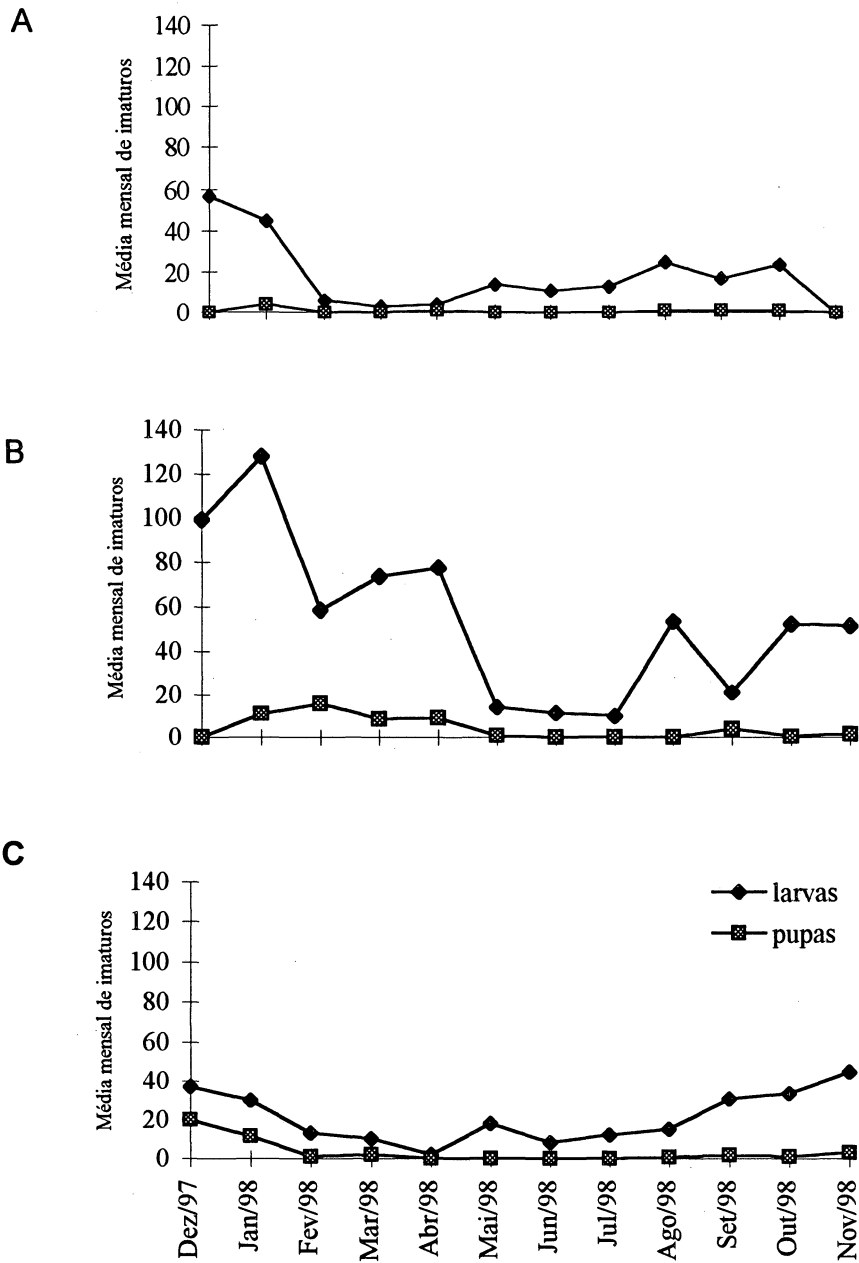 A
Média mensal de imaturos
140
120
100
80
60
40
20
0
B
Média mensal de imaturos
140
120
100
80
60
40
20
0
C
Média mensal de imaturos
140
120
100
80
60
40
20
0
larvas
pupas
Dez/97
Jan/98
Fev/98
Mar/98
Abr/98
Mai/98
Jun/98
Jul/98
Ago/98
Set/98
Out/98
Nov/98